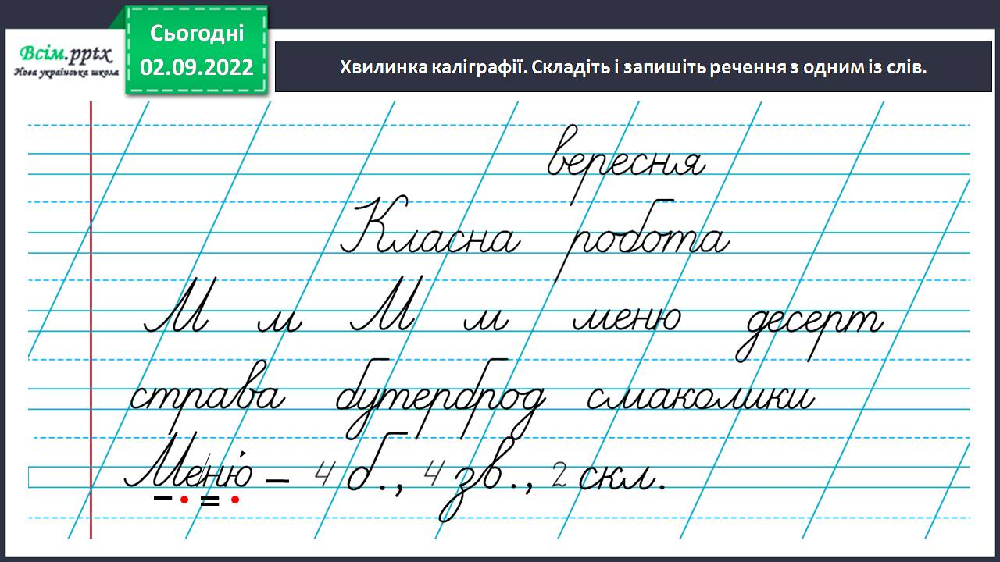 Сьогодні
02.09.2022
Всім.pptx
Нова українська школа
Хвилинка каліграфії. Складіть і запишіть речення з одним із слів.
вересня
Класна робота
М м М м меню десерт
страва бутерброд смаколики
Меню́ – 4 б., 4 зв., 2 скл.